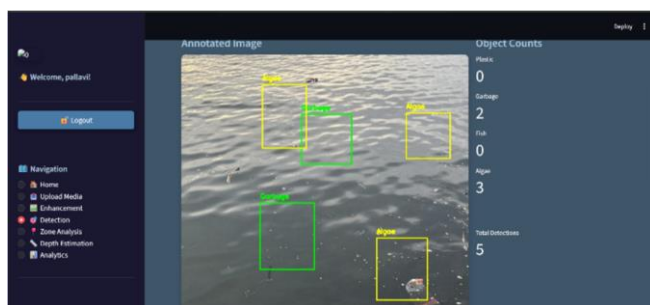 Deploy
Annotated Image
Object Counts
Plastic
0
Welcome, pallavi!
Algae
Garbage
2
Garbage
Algae
Logout
Fish
0
Algae
3
Navigation
Home
Upload Media
Enhancement
Garbage
Detection
Zone Analysis
Total Detections
5
Algae
Depth Estimation
Analytics